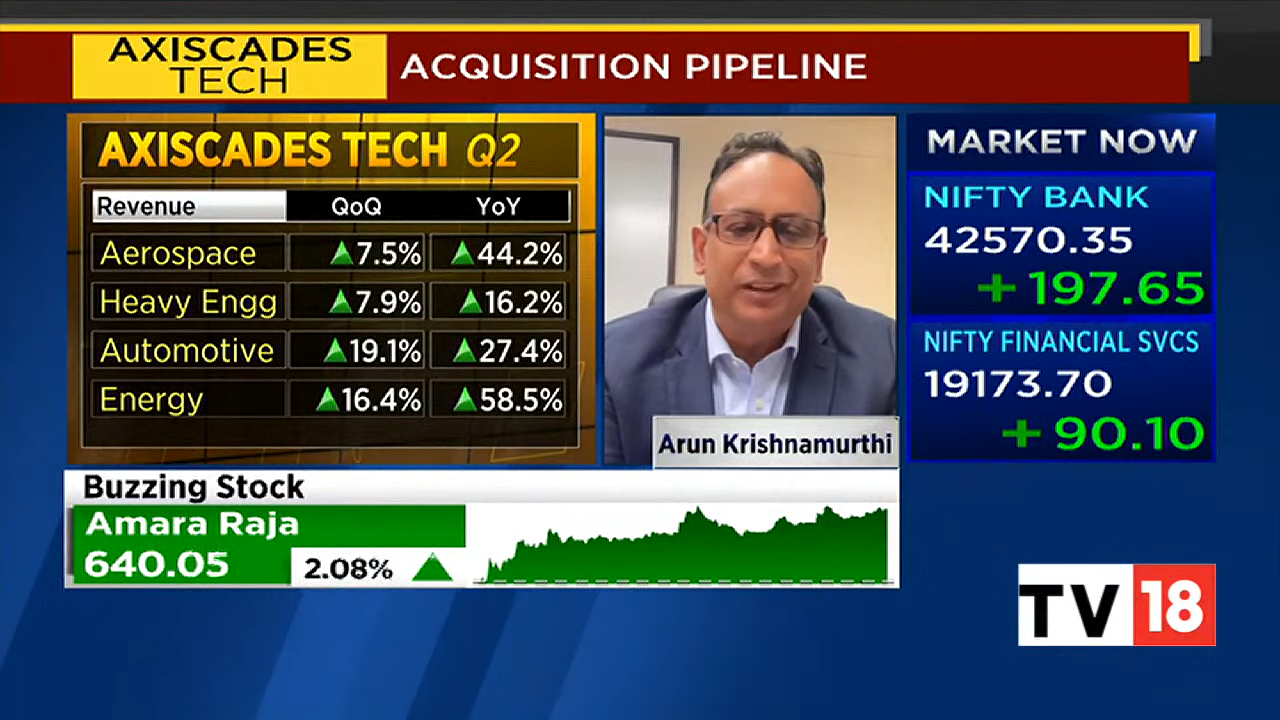 AXISCADES
TECH
ACQUISITION PIPELINE
AXISCADES TECH Q2
Revenue QoQ YoY
Aerospace 7.5% 44.2%
Heavy Engg 7.9% 16.2%
Automotive 19.1% 27.4%
Energy 16.4% 58.5%
Arun Krishnamurthi
MARKET NOW
NIFTY BANK
42570.35
+197.65
NIFTY FINANCIAL SVCS
19173.70
+90.10
Buzzing Stock
Amara Raja
640.05 2.08%
TV18